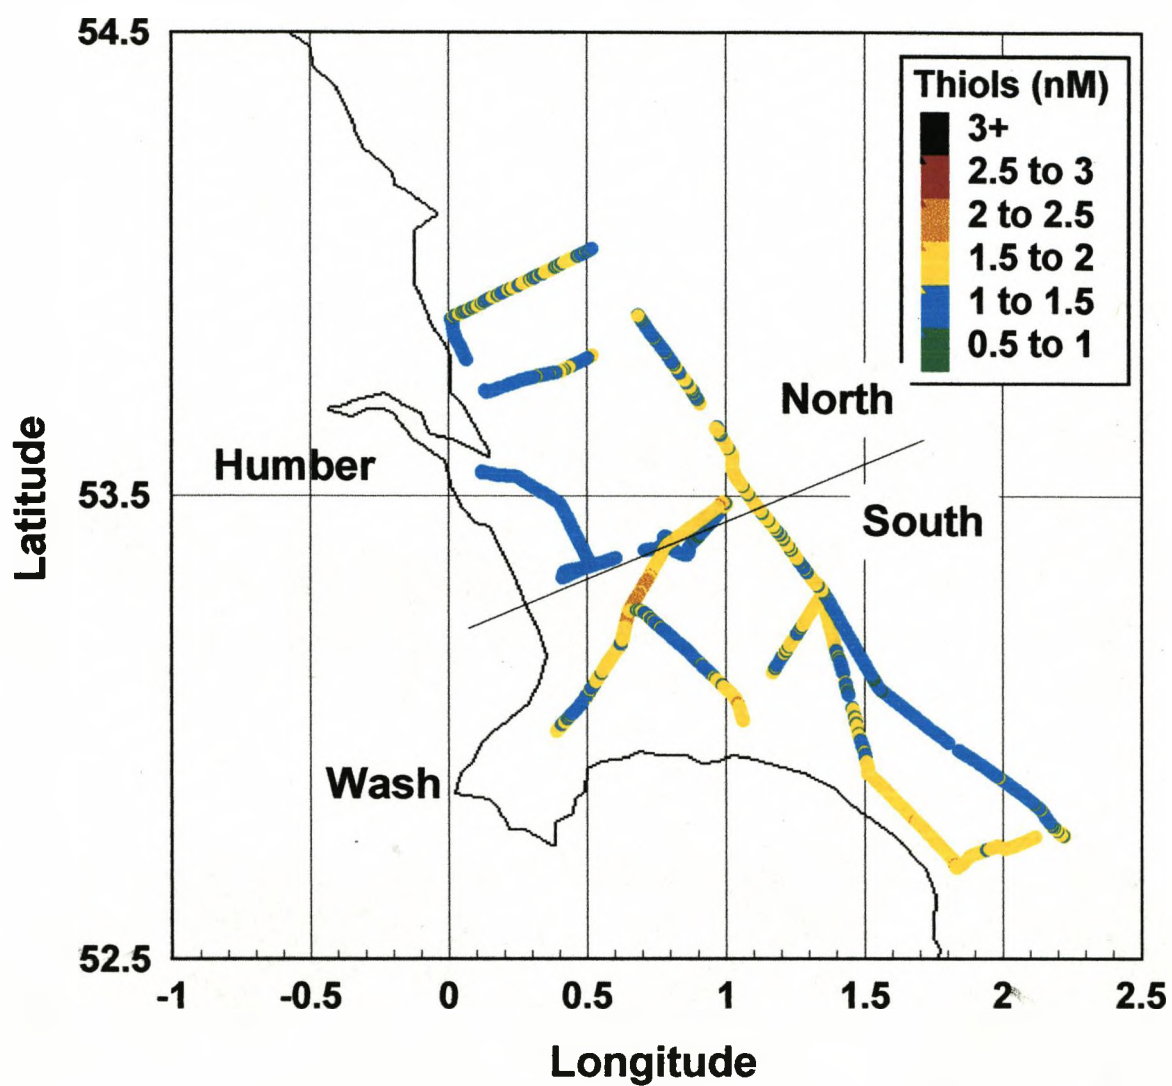 54.5
Thiols (nM)
3+
2.5 to 3
2 to 2.5
1.5 to 2
1 to 1.5
0.5 to 1
North
Humber
53.5
South
Latitude
Wash
52.5
-1 -0.5 0 0.5 1 1.5 2 2.5
Longitude